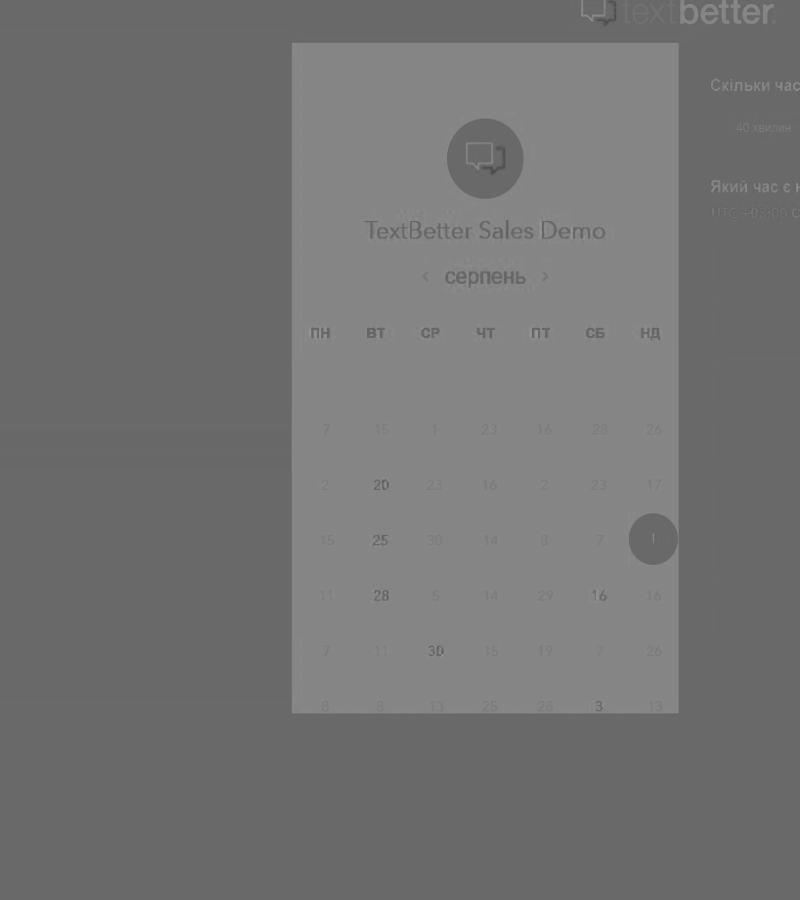 textbetter.
TextBetter Sales Demo
‹ серпень ›
ПН ВТ СР ЧТ ПТ СБ НД
7 15 1 23 16 28 26
2 20 23 16 2 23 17
15 25 30 14 8 7 1
11 28 5 14 29 16 16
7 11 30 15 19 7 26
8 8 13 25 28 3 13
Скільки час
40 хвилин
Який час є н
UTC +03:00 С